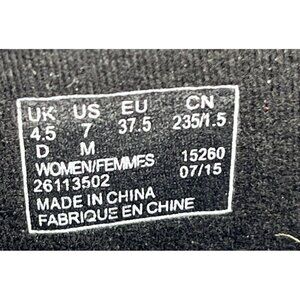 UK US EU CN
4.5 7 37.5 235/1.5
D M
WOMEN/FEMMES 15260
26113502 07/15
MADE IN CHINA
FABRIQUE EN CHINE